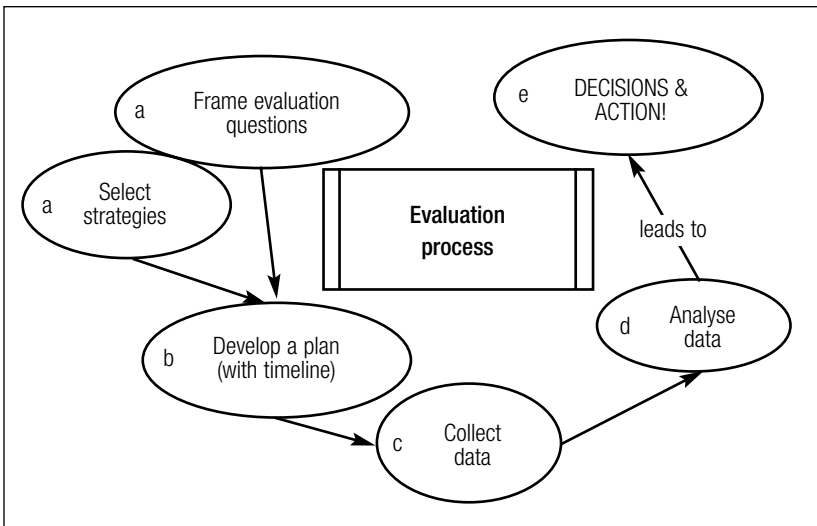 a
Frame evaluation
questions
a
Select
strategies
b
Develop a plan
(with timeline)
c
Collect
data
d
Analyse
data
leads to
e
DECISIONS &
ACTION!
Evaluation
process